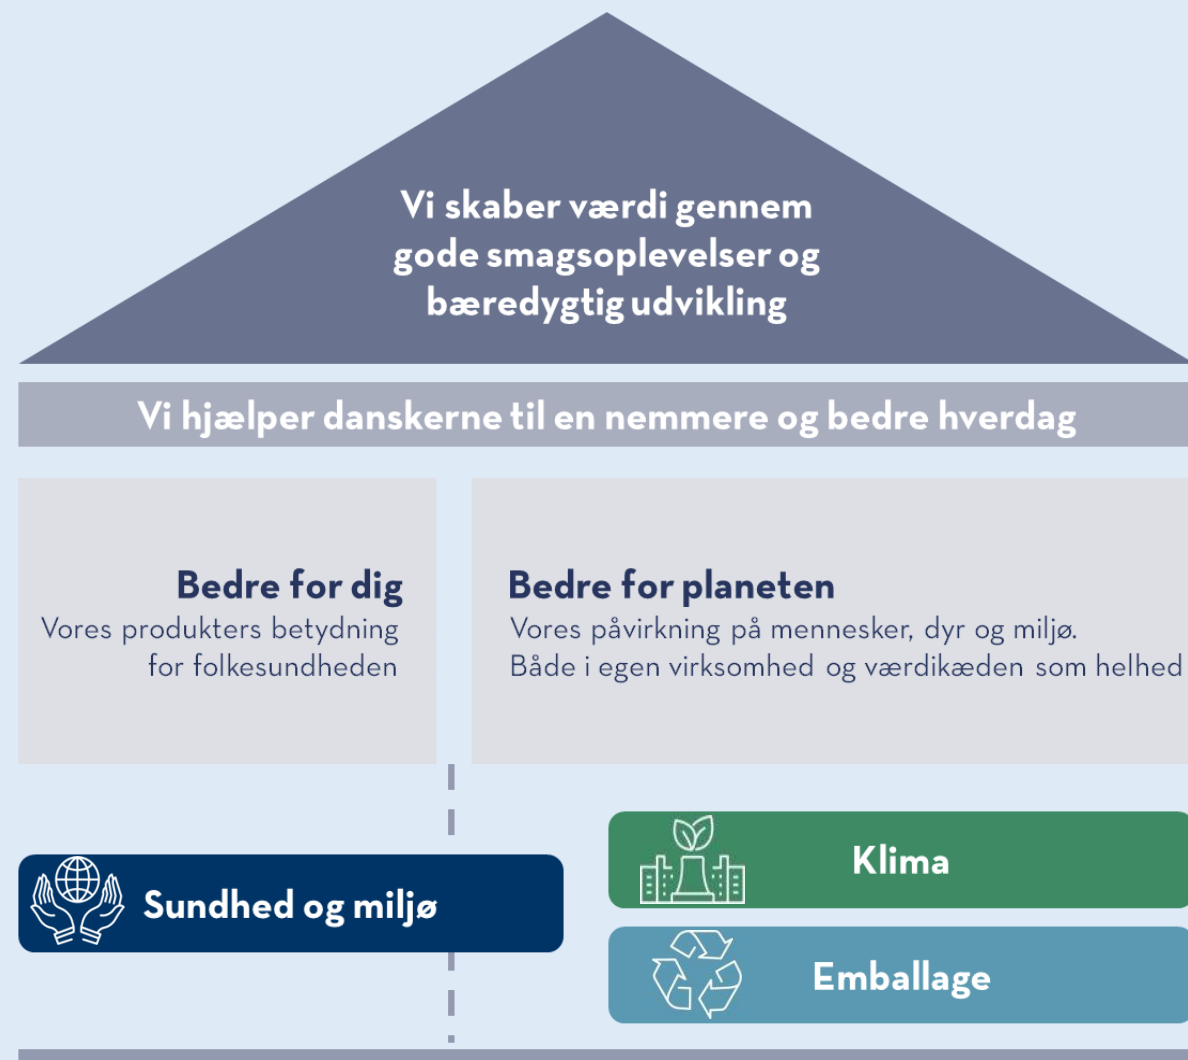 Vi skaber værdi gennem
gode smagsoplevelser og
bæredygtig udvikling
Vi hjælper danskerne til en nemmere og bedre hverdag
Bedre for dig
Vores produkters betydning
for folkesundheden
Bedre for planeten
Vores påvirkning på mennesker, dyr og miljø.
Både i egen virksomhed og værdikæden som helhed
Sundhed og miljø
Klima
Emballage